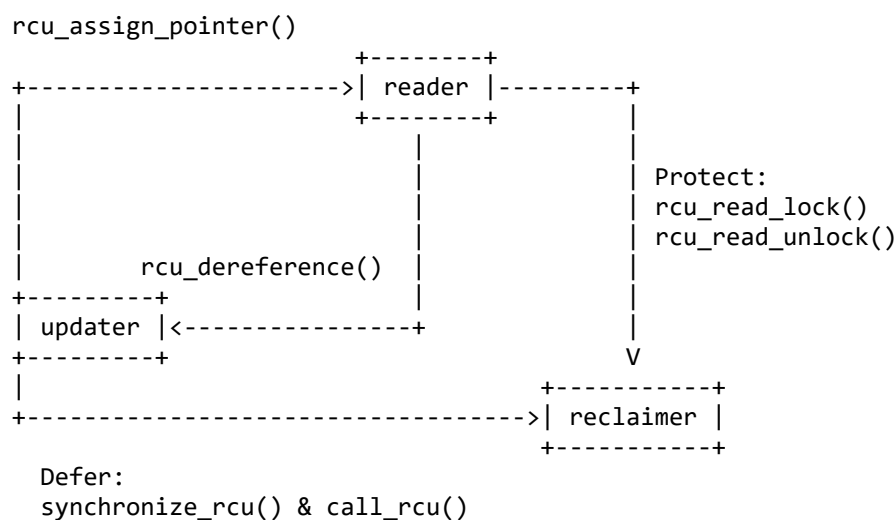 rcu_assign_pointer()
reader
Protect:
rcu_read_lock()
rcu_read_unlock()
rcu_dereference()
updater
reclaimer
Defer:
synchronize_rcu() & call_rcu()